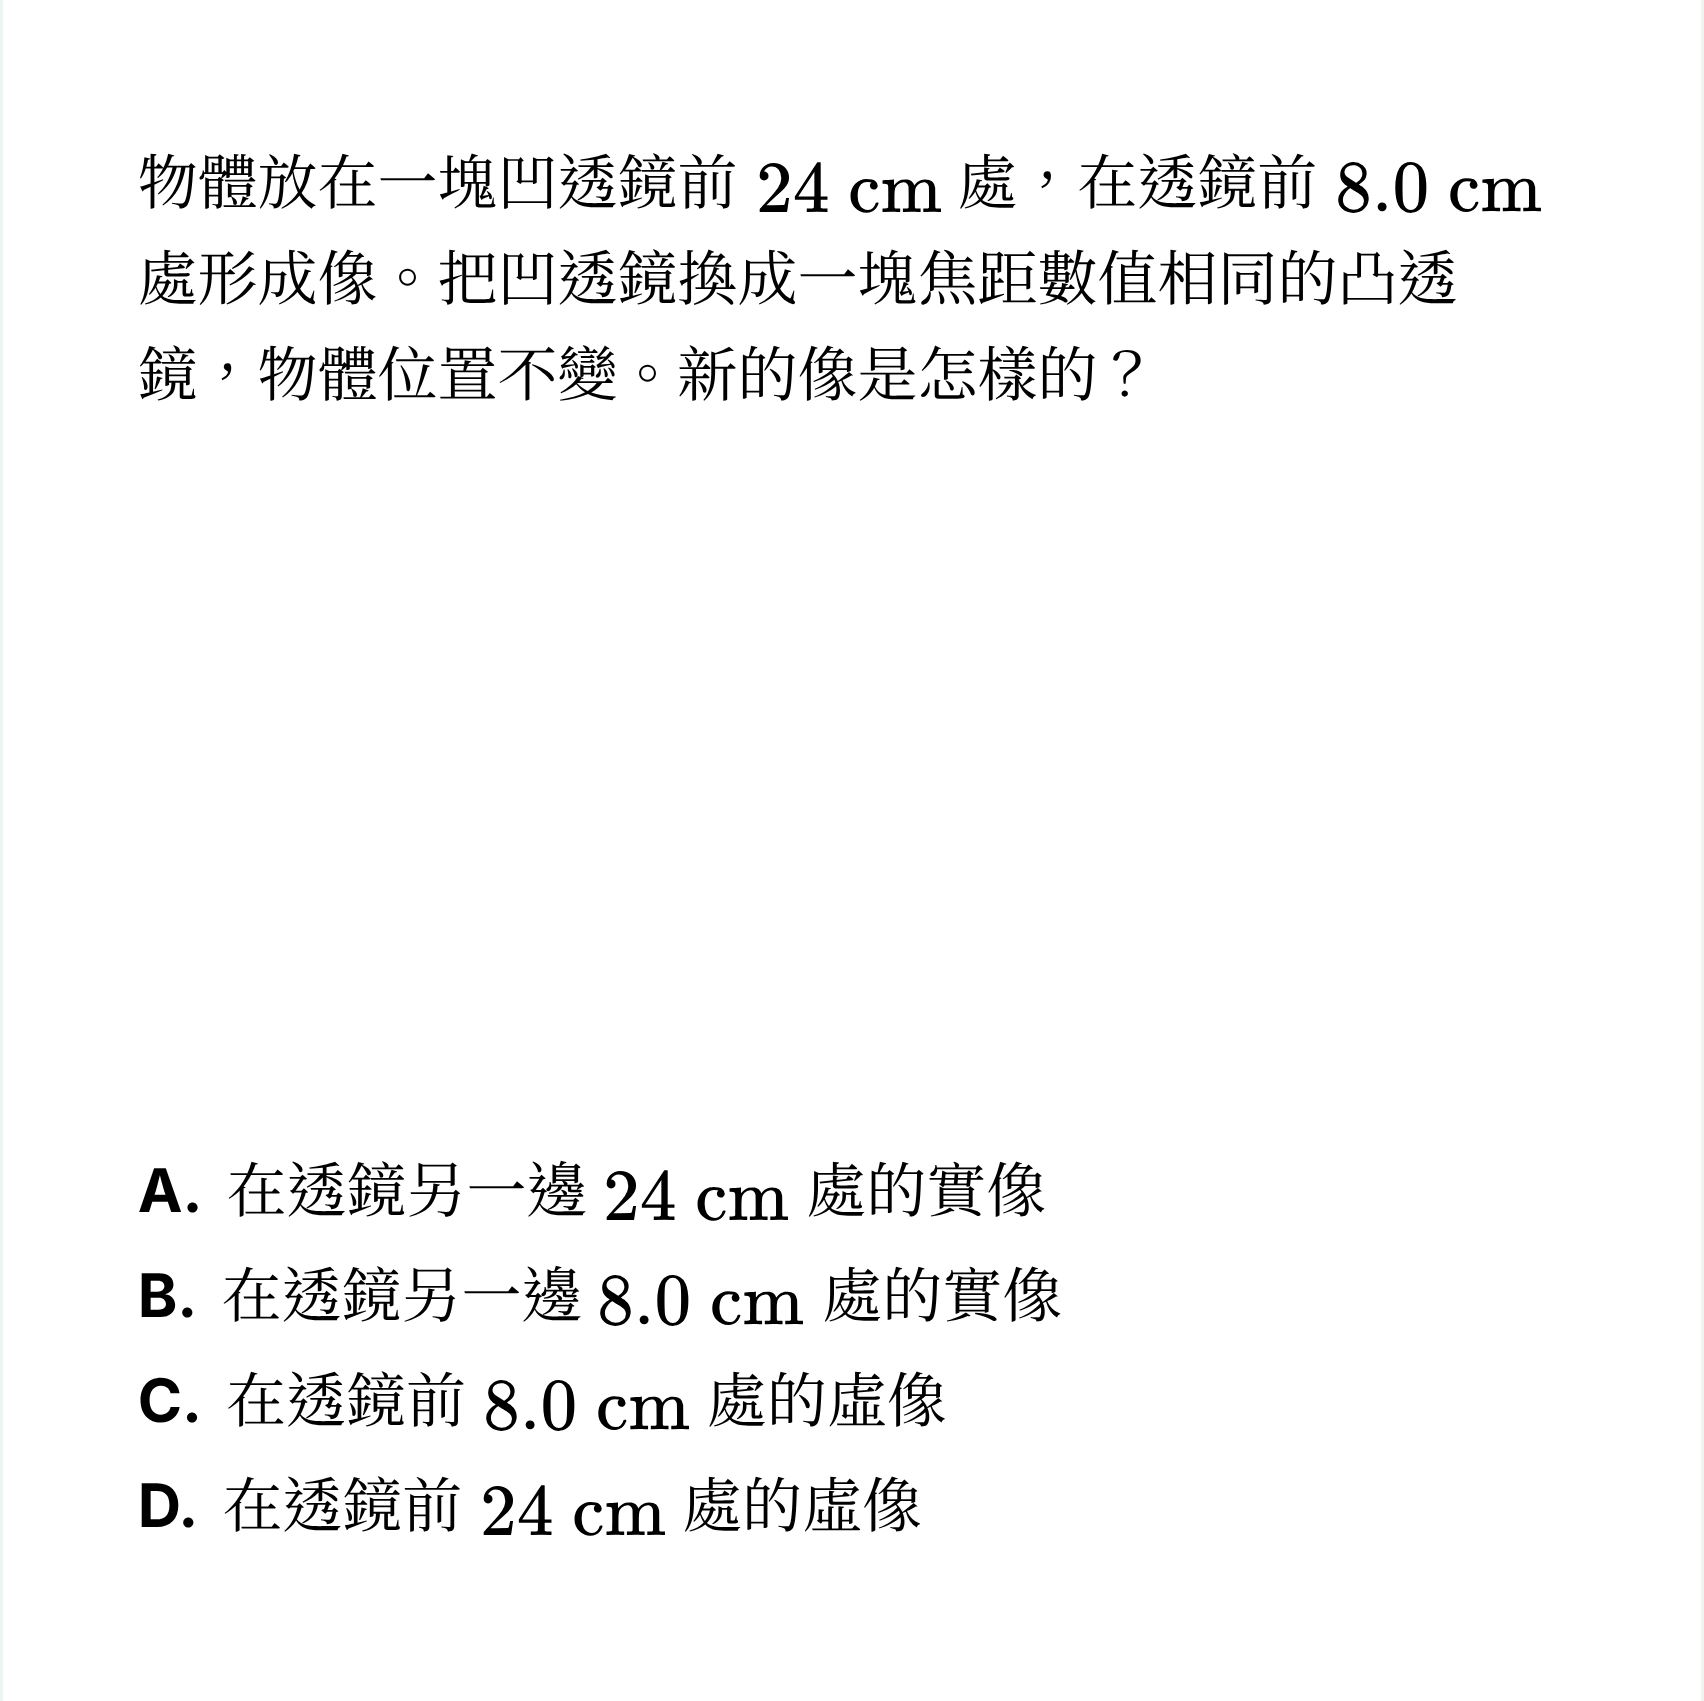 物體放在一塊凹透鏡前 24 cm 處，在透鏡前 8.0 cm
處形成像。把凹透鏡換成一塊焦距數值相同的凸透
鏡，物體位置不變。新的像是怎樣的？
A. 在透鏡另一邊 24 cm 處的實像
B. 在透鏡另一邊 8.0 cm 處的實像
C. 在透鏡前 8.0 cm 處的虛像
D. 在透鏡前 24 cm 處的虛像